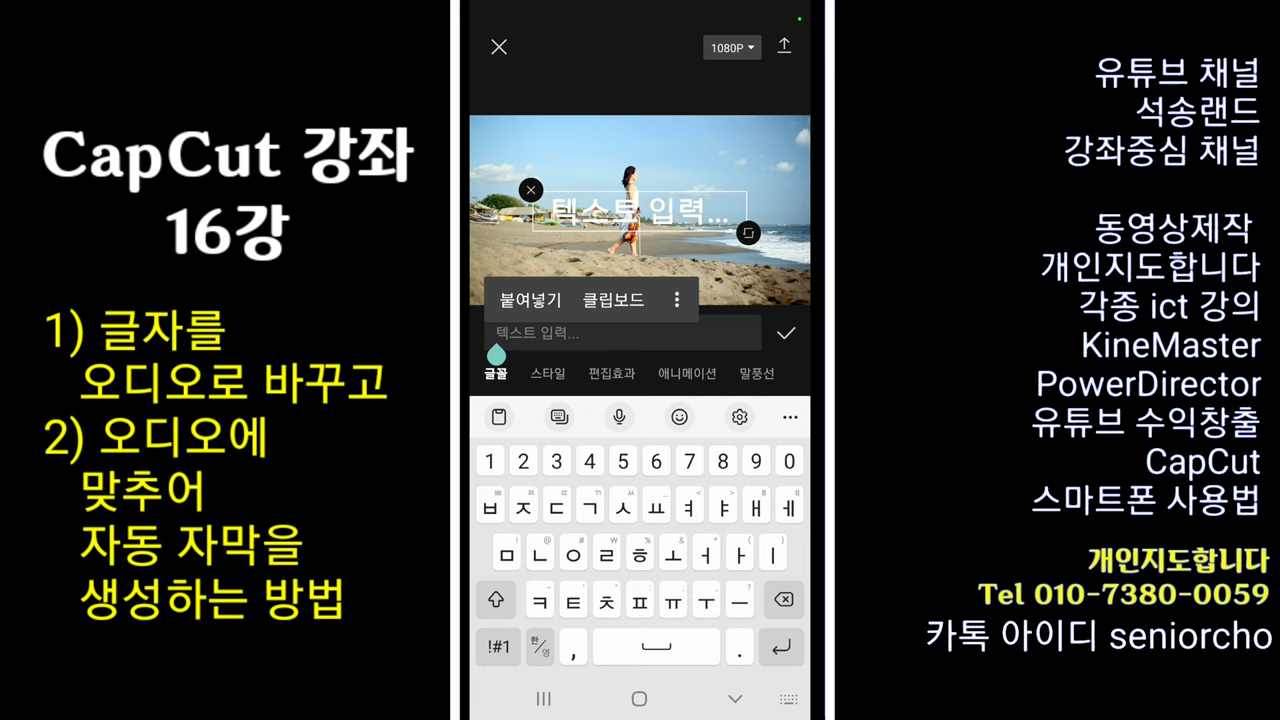 CapCut 강좌
16강
1) 글자를
오디오로 바꾸고
2) 오디오에
맞추어
자동 자막을
생성하는 방법
1080P
텍스트 입력...
붙여넣기 클립보드
텍스트 입력...
글꼴 스타일 편집효과 애니메이션 말풍선
1 2 3 4 5 6 7 8 9 0
ㅂ ㅈ ㄷ ㄱ ㅅ ㅛ ㅕ ㅑ ㅐ ㅔ
ㅁ ㄴ ㅇ ㄹ ㅎ ㅗ ㅓ ㅏ ㅣ
ㅋ ㅌ ㅊ ㅍ ㅠ ㅜ ㅡ
!#1 한/영 , .
유튜브 채널
석송랜드
강좌중심 채널
동영상제작
개인지도합니다
각종 ict 강의
KineMaster
PowerDirector
유튜브 수익창출
CapCut
스마트폰 사용법
개인지도합니다
Tel 010-7380-0059
카톡 아이디 seniorcho